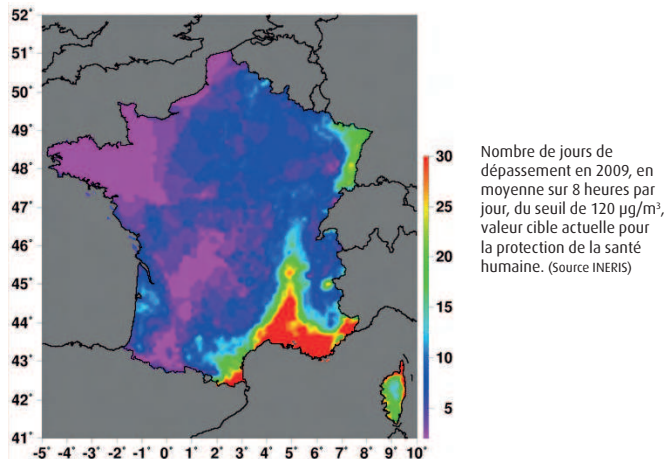 52°
51°
50°
49°
48°
47°
46°
45°
44°
43°
42°
41°
-5° -4° -3° -2° -1° 0° 1° 2° 3° 4° 5° 6° 7° 8° 9° 10°
30
25
20
15
10
5
Nombre de jours de
dépassement en 2009, en
moyenne sur 8 heures par
jour, du seuil de 120 µg/m³,
valeur cible actuelle pour
la protection de la santé
humaine. (Source INERIS)